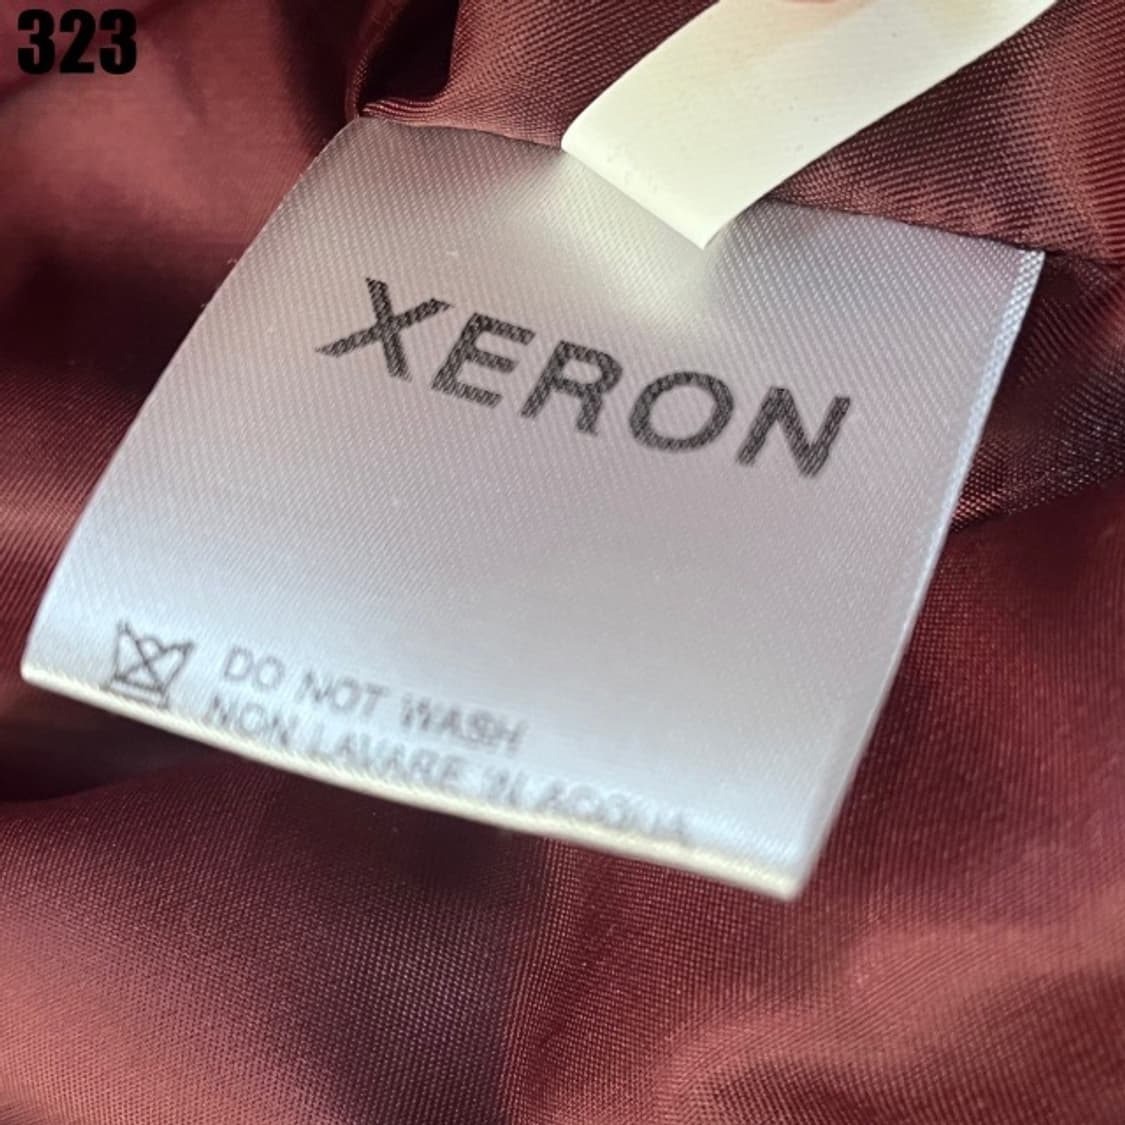 323
XERON
DO NOT WASH
NON LAVARE IN ACQUA